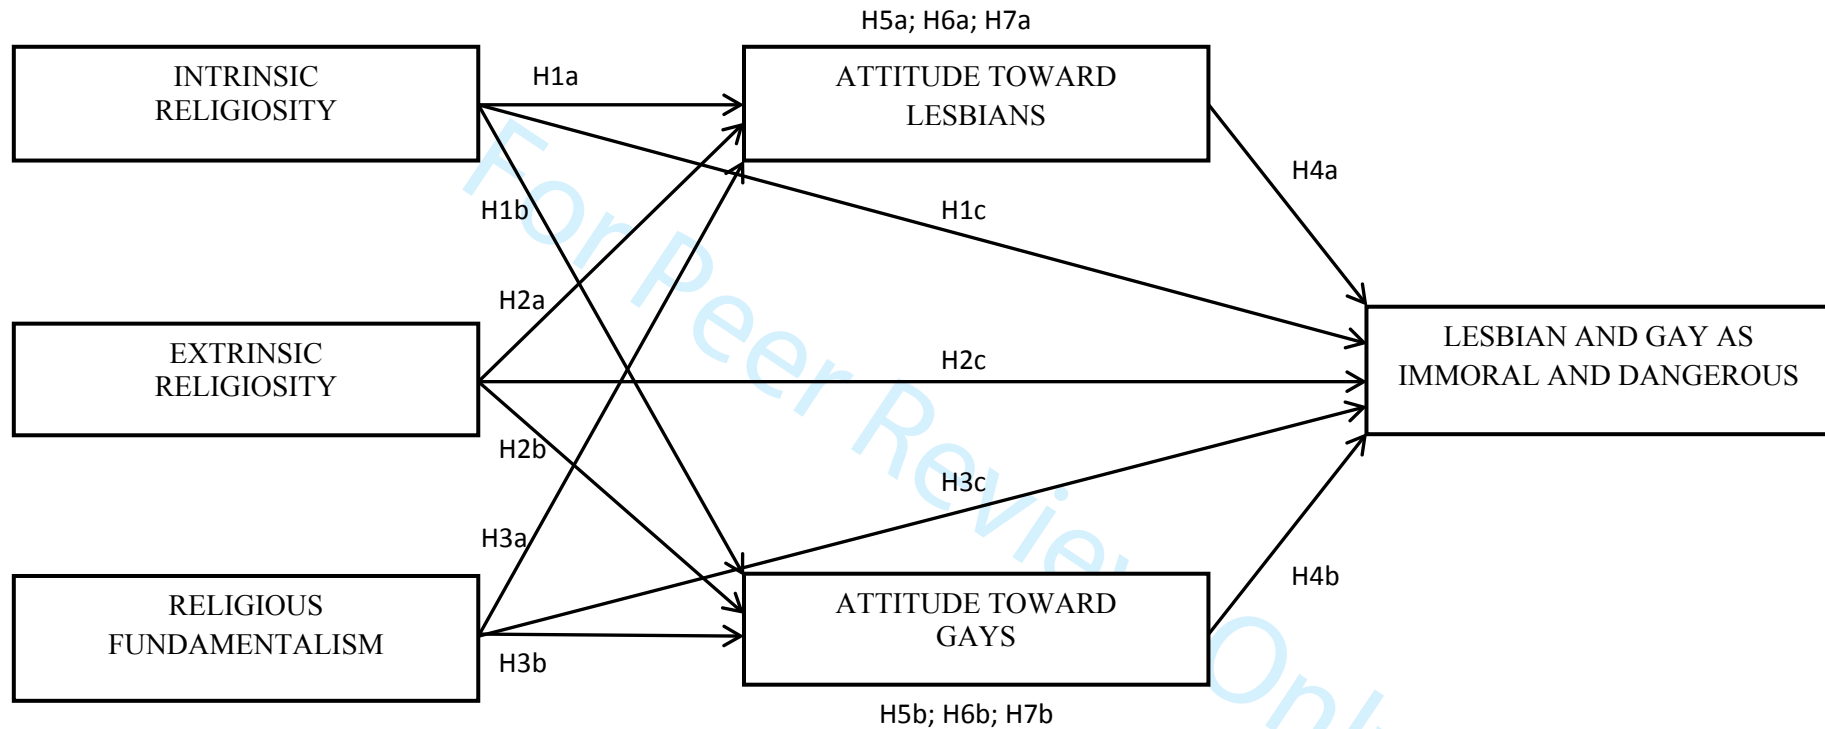 H5a; H6a; H7a
INTRINSIC
RELIGIOSITY
H1a
ATTITUDE TOWARD
LESBIANS
H4a
H1b
H1c
H2a
EXTRINSIC
RELIGIOSITY
H2c
LESBIAN AND GAY AS
IMMORAL AND DANGEROUS
H2b
H3c
H3a
RELIGIOUS
FUNDAMENTALISM
H3b
ATTITUDE TOWARD
GAYS
H4b
H5b; H6b; H7b
For Peer Review Only